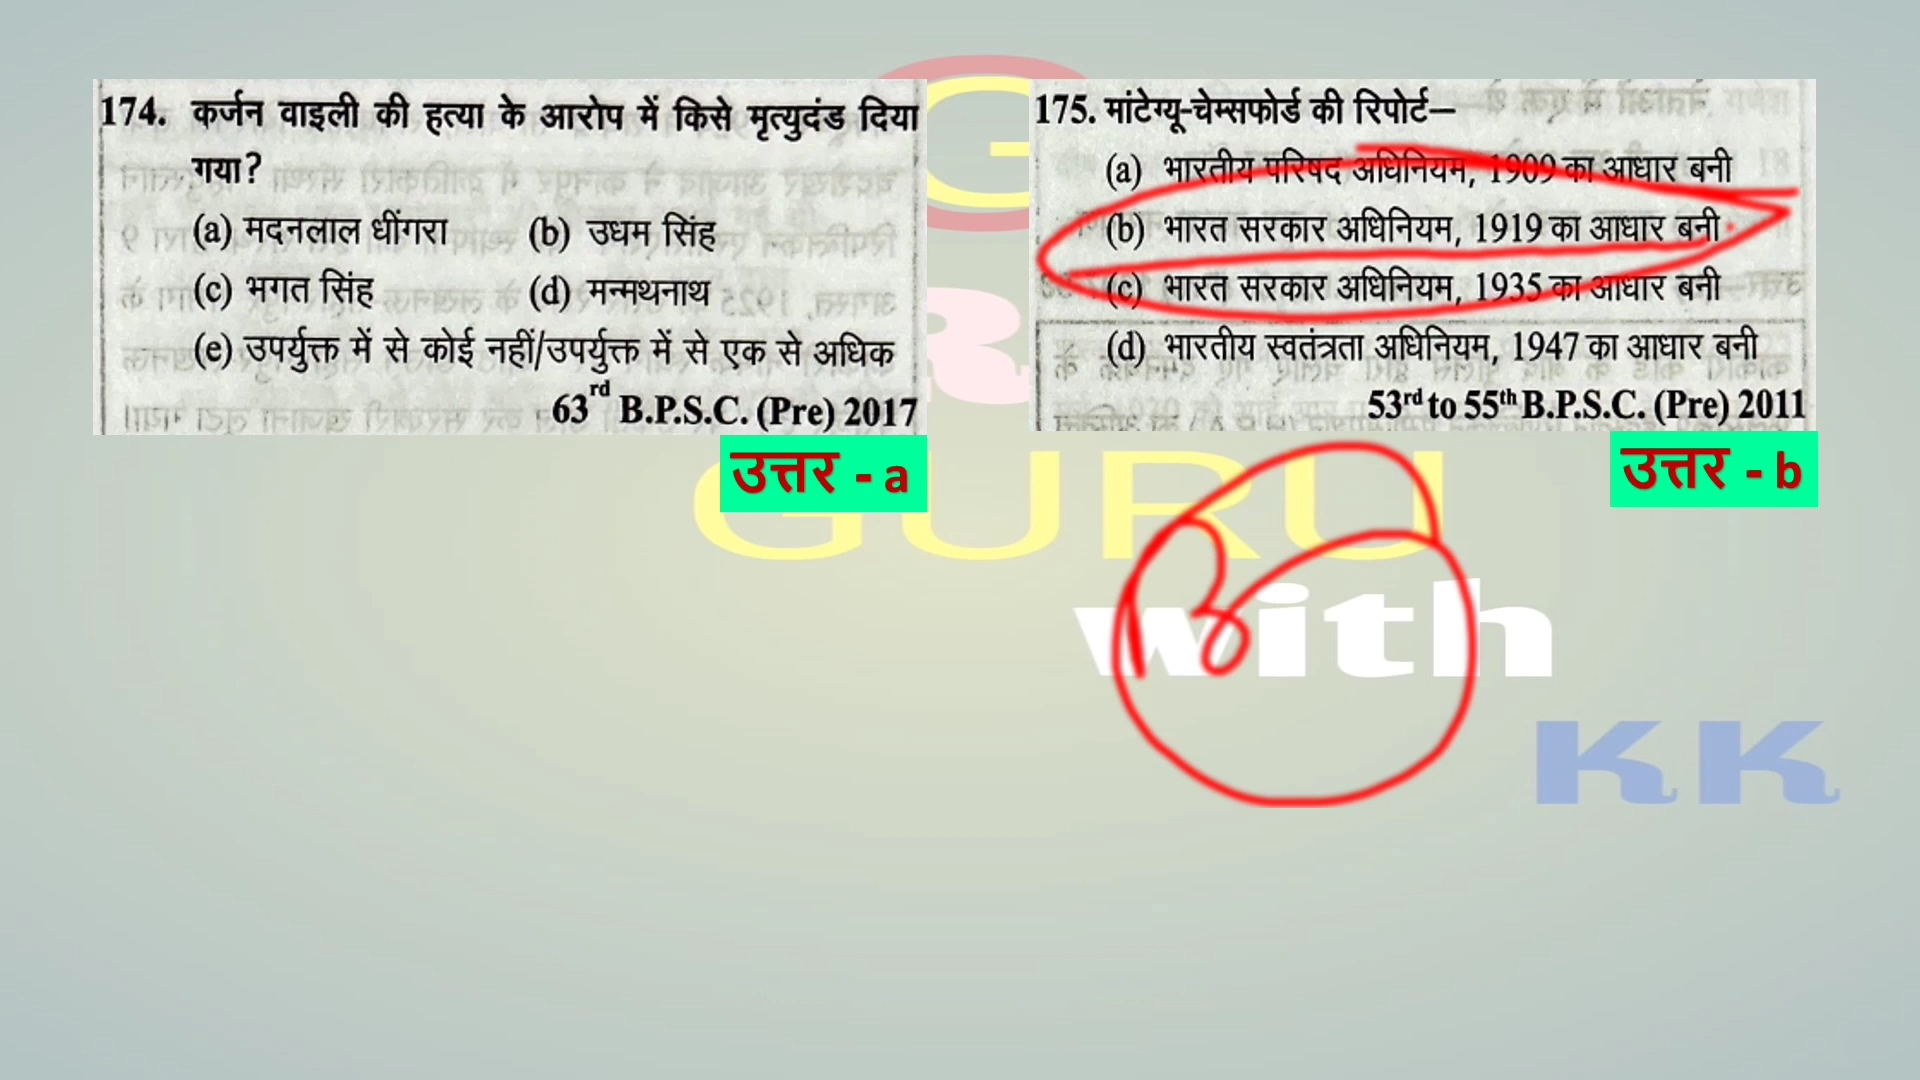 174. कर्जन वाइली की हत्या के आरोप में किसे मृत्युदंड दिया
गया?
(a) मदनलाल धींगरा (b) उधम सिंह
(c) भगत सिंह (d) मन्मथनाथ
(e) उपर्युक्त में से कोई नहीं/उपर्युक्त में से एक से अधिक
63rd B.P.S.C. (Pre) 2017
उत्तर - a
175. मांटेग्यू-चेम्सफोर्ड की रिपोर्ट–
(a) भारतीय परिषद अधिनियम, 1909 का आधार बनी
(b) भारत सरकार अधिनियम, 1919 का आधार बनी
(c) भारत सरकार अधिनियम, 1935 का आधार बनी
(d) भारतीय स्वतंत्रता अधिनियम, 1947 का आधार बनी
53rd to 55th B.P.S.C. (Pre) 2011
उत्तर - b
G
R
GURU
with
KK